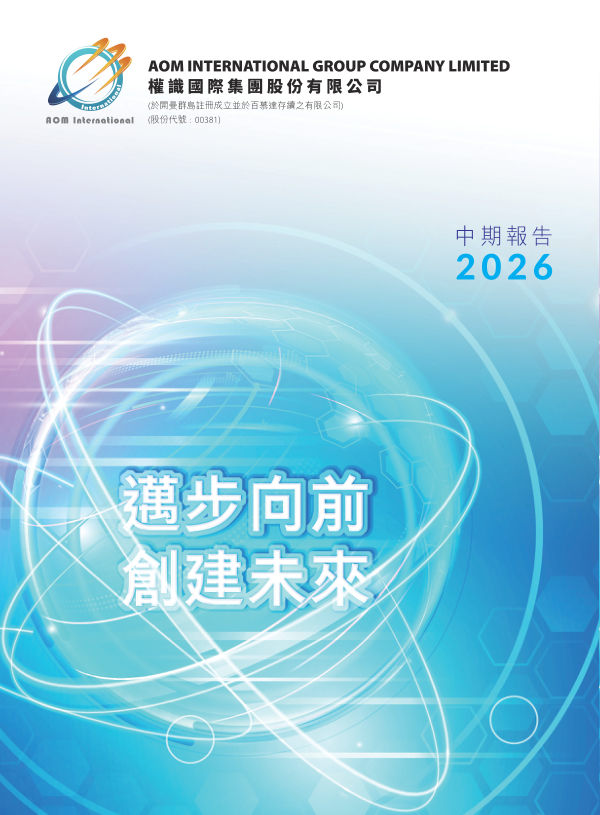 AOM INTERNATIONAL GROUP COMPANY LIMITED
權識國際集團股份有限公司
(於開曼群島註冊成立並於百慕達存續之有限公司)
(股份代號：00381)
International
AOM International
中期報告
2026
邁步向前
創建未來